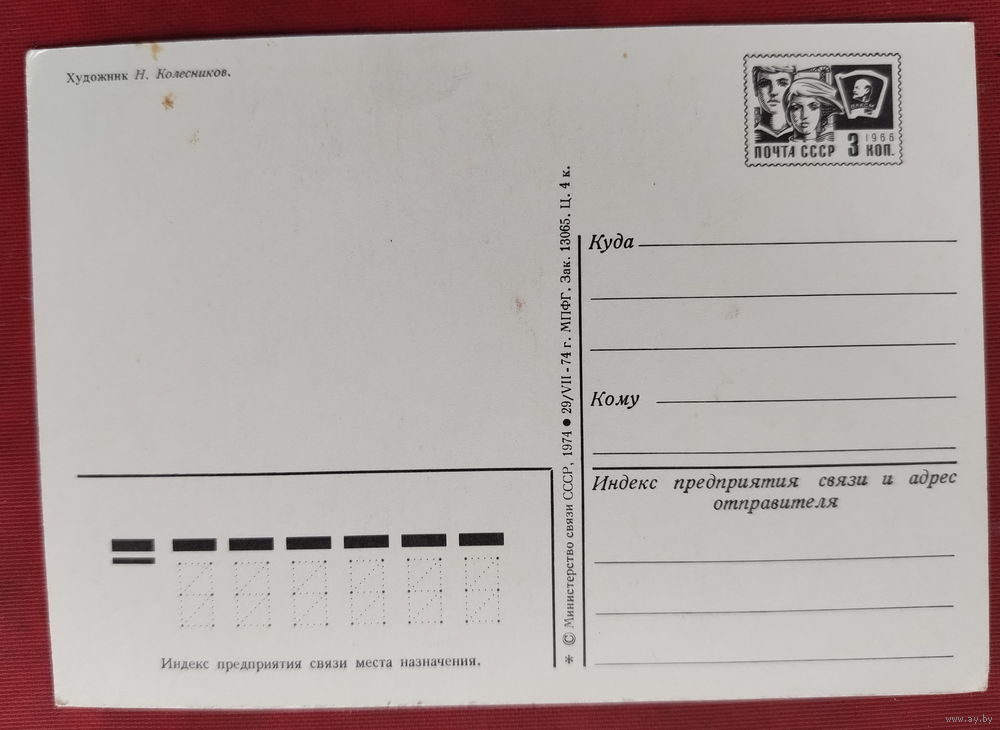 Художник Н. Колесников.
1966
ПОЧТА СССР 3 КОП.
ВЛКСМ
Куда
Кому
Индекс предприятия связи и адрес
отправителя
* © Министерство связи СССР, 1974 ● 29/VII-74 г. МПФГ. Зак. 13065. Ц. 4 к.
Индекс предприятия связи места назначения.
www.ay.by